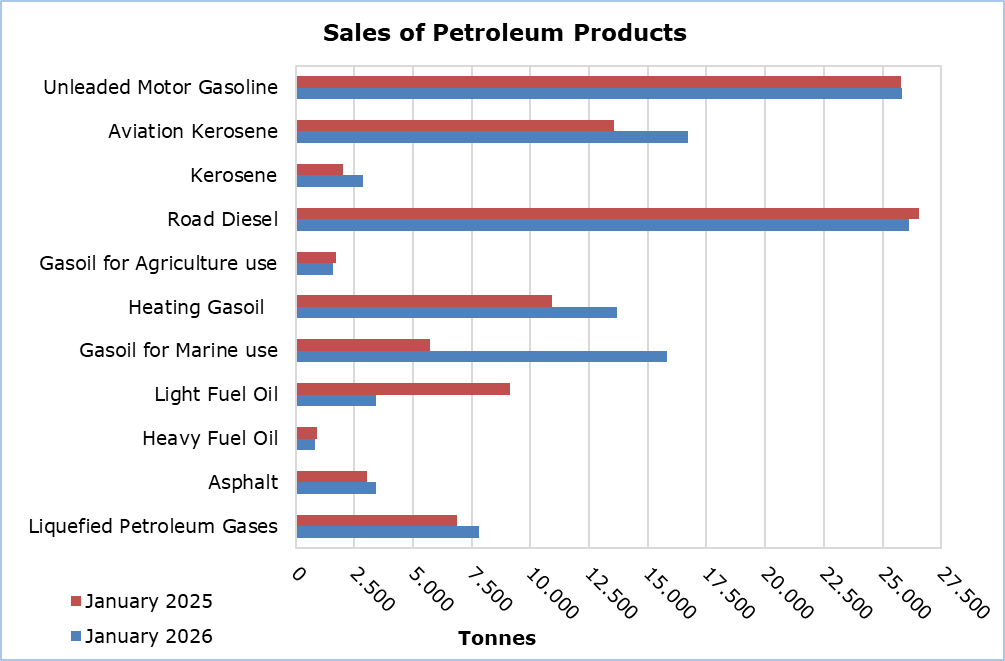 Sales of Petroleum Products
Unleaded Motor Gasoline
Aviation Kerosene
Kerosene
Road Diesel
Gasoil for Agriculture use
Heating Gasoil
Gasoil for Marine use
Light Fuel Oil
Heavy Fuel Oil
Asphalt
Liquefied Petroleum Gases
0 2.500 5.000 7.500 10.000 12.500 15.000 17.500 20.000 22.500 25.000 27.500
January 2025
January 2026
Tonnes